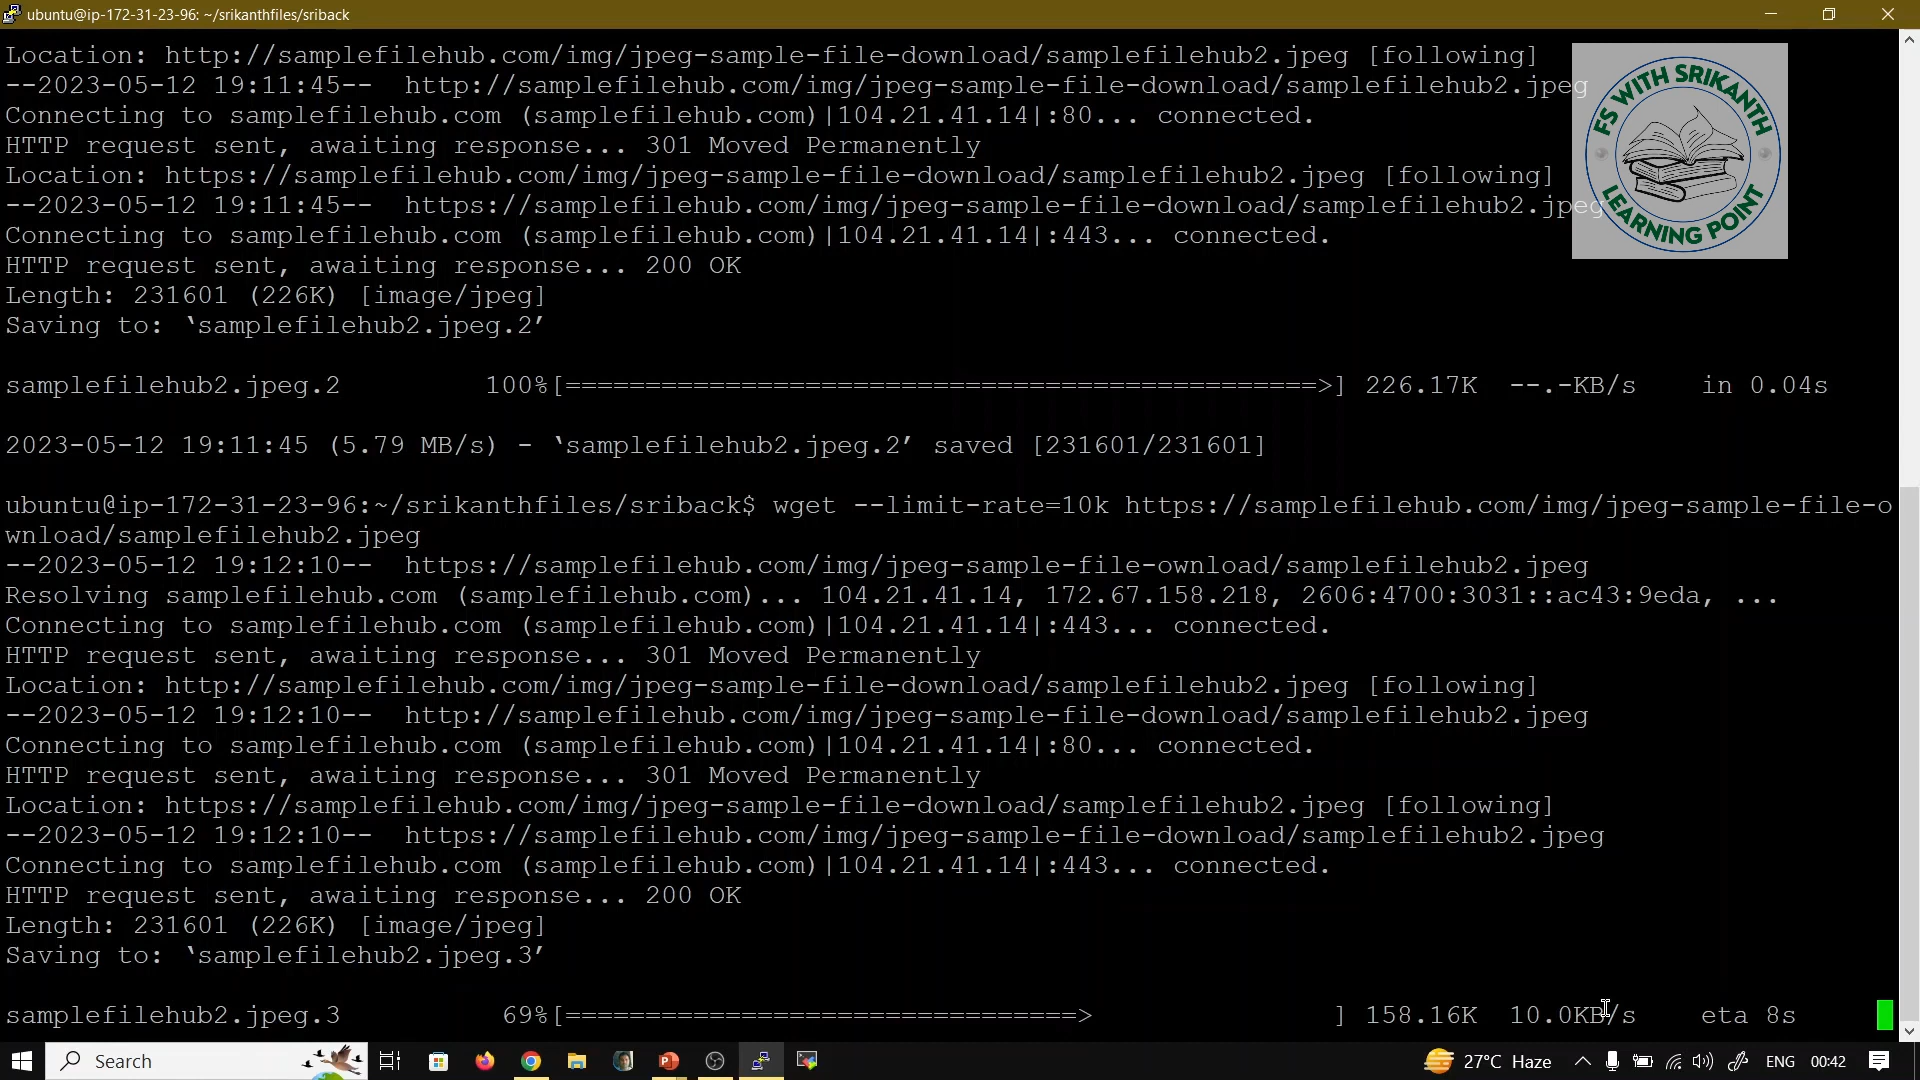 ubuntu@ip-172-31-23-96: ~/srikanthfiles/sriback
Location: http://samplefilehub.com/img/jpeg-sample-file-download/samplefilehub2.jpeg [following]
--2023-05-12 19:11:45--  http://samplefilehub.com/img/jpeg-sample-file-download/samplefilehub2.jpeg
Connecting to samplefilehub.com (samplefilehub.com)|104.21.41.14|:80... connected.
HTTP request sent, awaiting response... 301 Moved Permanently
Location: https://samplefilehub.com/img/jpeg-sample-file-download/samplefilehub2.jpeg [following]
--2023-05-12 19:11:45--  https://samplefilehub.com/img/jpeg-sample-file-download/samplefilehub2.jpeg
Connecting to samplefilehub.com (samplefilehub.com)|104.21.41.14|:443... connected.
HTTP request sent, awaiting response... 200 OK
Length: 231601 (226K) [image/jpeg]
Saving to: ‘samplefilehub2.jpeg.2’
samplefilehub2.jpeg.2         100%[===============================================>] 226.17K  --.-KB/s    in 0.04s
2023-05-12 19:11:45 (5.79 MB/s) - ‘samplefilehub2.jpeg.2’ saved [231601/231601]
ubuntu@ip-172-31-23-96:~/srikanthfiles/sriback$ wget --limit-rate=10k https://samplefilehub.com/img/jpeg-sample-file-o
wnload/samplefilehub2.jpeg
--2023-05-12 19:12:10--  https://samplefilehub.com/img/jpeg-sample-file-ownload/samplefilehub2.jpeg
Resolving samplefilehub.com (samplefilehub.com)... 104.21.41.14, 172.67.158.218, 2606:4700:3031::ac43:9eda, ...
Connecting to samplefilehub.com (samplefilehub.com)|104.21.41.14|:443... connected.
HTTP request sent, awaiting response... 301 Moved Permanently
Location: http://samplefilehub.com/img/jpeg-sample-file-download/samplefilehub2.jpeg [following]
--2023-05-12 19:12:10--  http://samplefilehub.com/img/jpeg-sample-file-download/samplefilehub2.jpeg
Connecting to samplefilehub.com (samplefilehub.com)|104.21.41.14|:80... connected.
HTTP request sent, awaiting response... 301 Moved Permanently
Location: https://samplefilehub.com/img/jpeg-sample-file-download/samplefilehub2.jpeg [following]
--2023-05-12 19:12:10--  https://samplefilehub.com/img/jpeg-sample-file-download/samplefilehub2.jpeg
Connecting to samplefilehub.com (samplefilehub.com)|104.21.41.14|:443... connected.
HTTP request sent, awaiting response... 200 OK
Length: 231601 (226K) [image/jpeg]
Saving to: ‘samplefilehub2.jpeg.3’
samplefilehub2.jpeg.3          69%[================================>               ] 158.16K  10.0KB/s    eta 8s
FS WITH SRIKANTH
LEARNING POINT
Search
27°C Haze
ENG
00:42